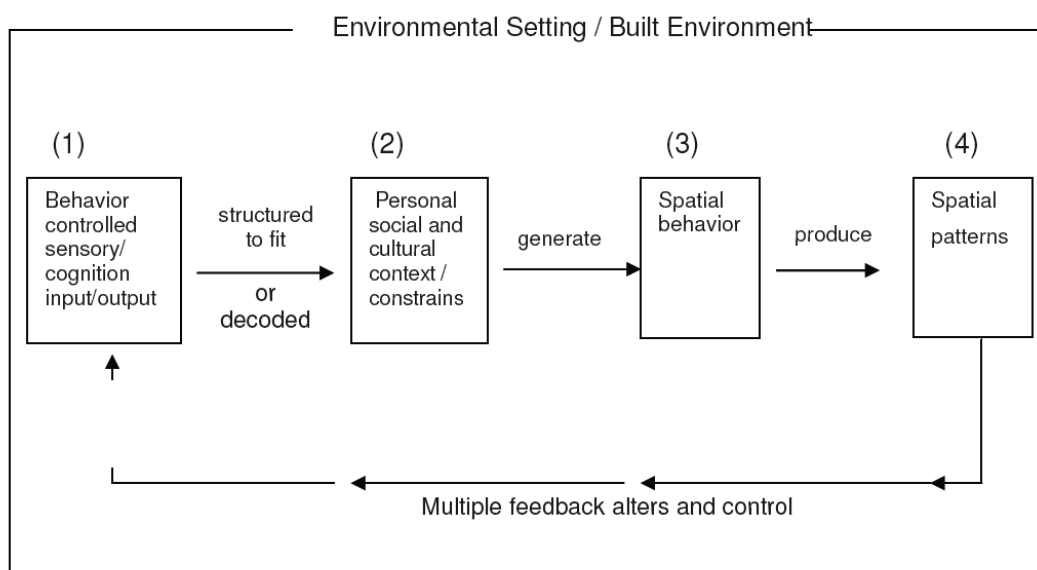 Environmental Setting / Built Environment
(1)
(2)
(3)
(4)
Behavior
controlled
sensory/
cognition
input/output
structured
to fit
or
decoded
Personal
social and
cultural
context /
constrains
generate
Spatial
behavior
produce
Spatial
patterns
Multiple feedback alters and control